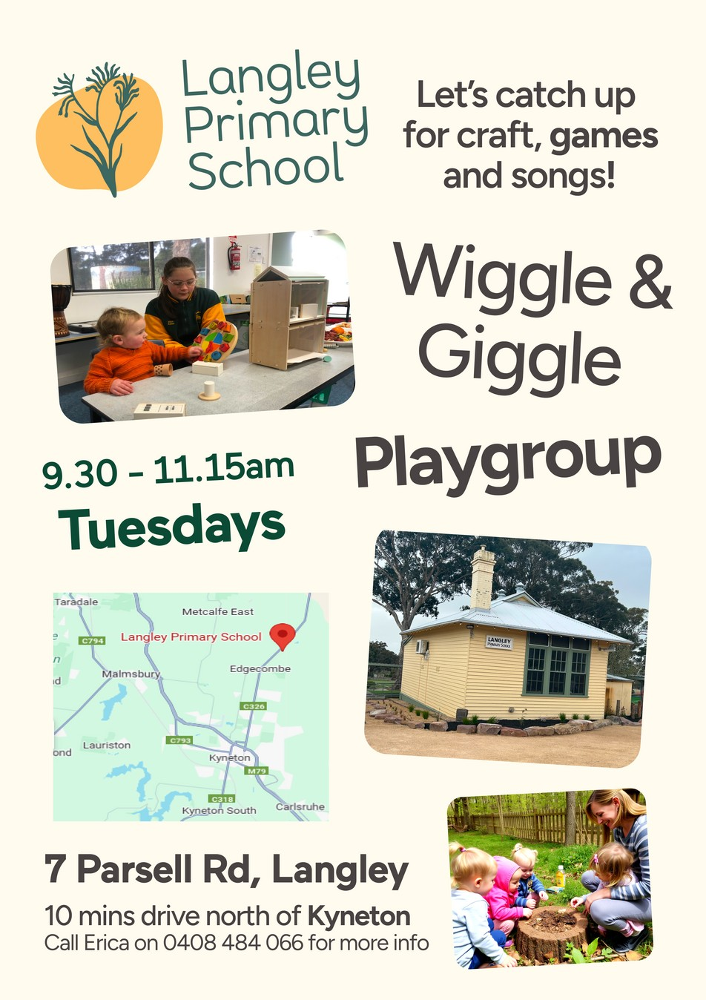 Langley
Primary
School
Let's catch up
for craft, games
and songs!
Wiggle &
Giggle
Playgroup
9.30 – 11.15am
Tuesdays
Taradale
Metcalfe East
C794
Langley Primary School
Malmsbury
Edgecombe
C326
Lauriston
C793
ond
Kyneton
M79
C318
Kyneton South
Carlsruhe
LANGLEY
PRIMARY SCHOOL
7 Parsell Rd, Langley
10 mins drive north of Kyneton
Call Erica on 0408 484 066 for more info